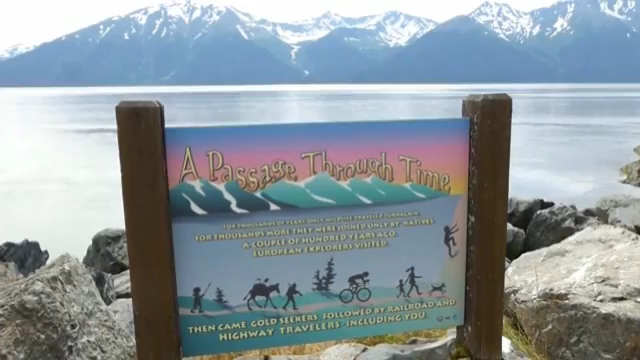 A Passage Through Time
FOR THOUSANDS OF YEARS ONLY WILDLIFE TRAVELED
FOR THOUSANDS MORE THEY WERE JOINED ONLY BY NATIVES.
A COUPLE OF HUNDRED YEARS AGO,
EUROPEAN EXPLORERS VISITED.
THEN CAME GOLD SEEKERS, FOLLOWED BY RAILROAD AND
HIGHWAY TRAVELERS - INCLUDING YOU.